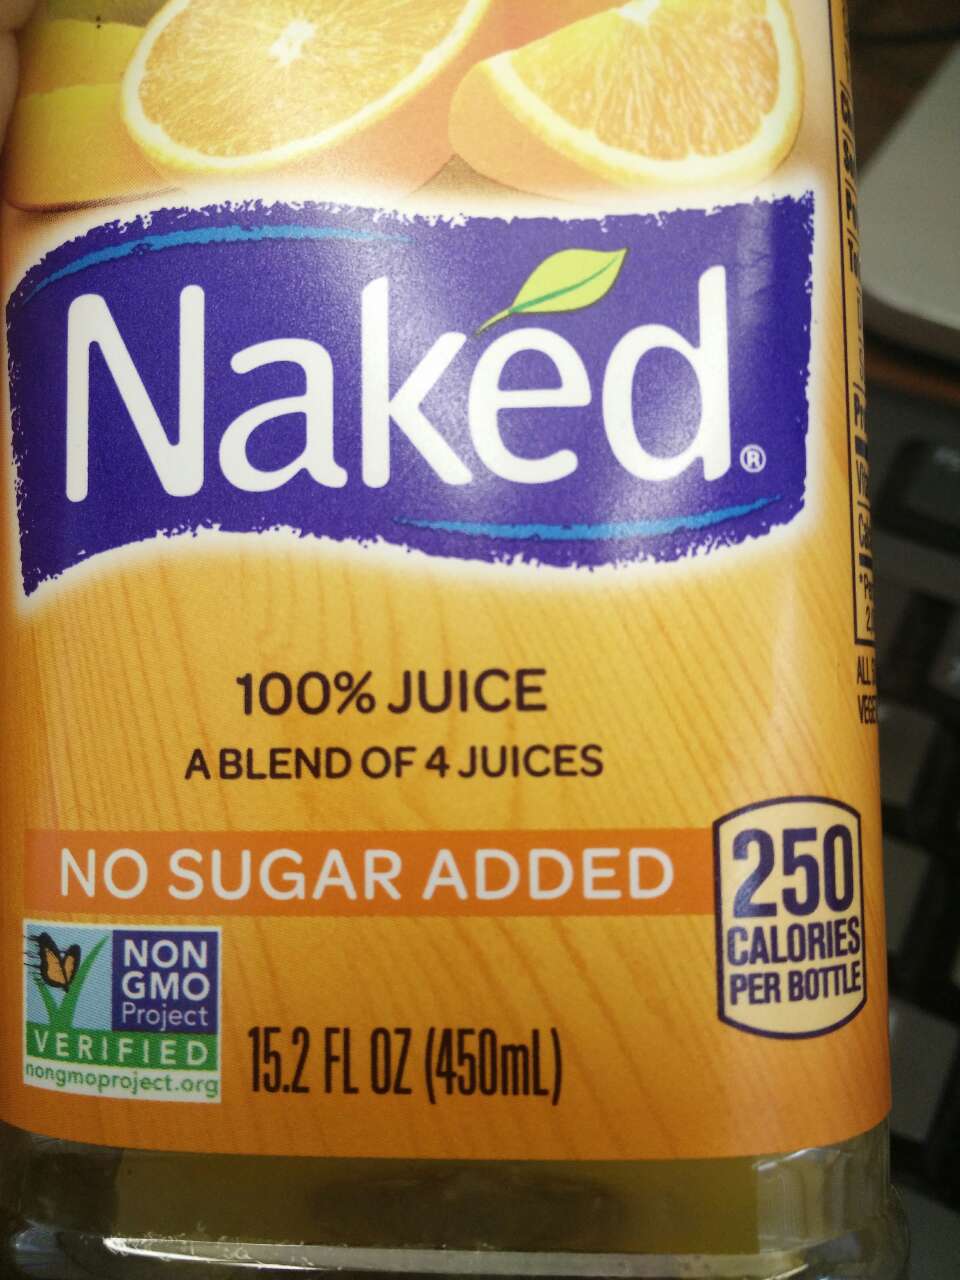 Naked®
100% JUICE
A BLEND OF 4 JUICES
NO SUGAR ADDED
250
CALORIES
PER BOTTLE
NON
GMO
Project
VERIFIED
nongmoproject.org
15.2 FL OZ (450mL)
ALL